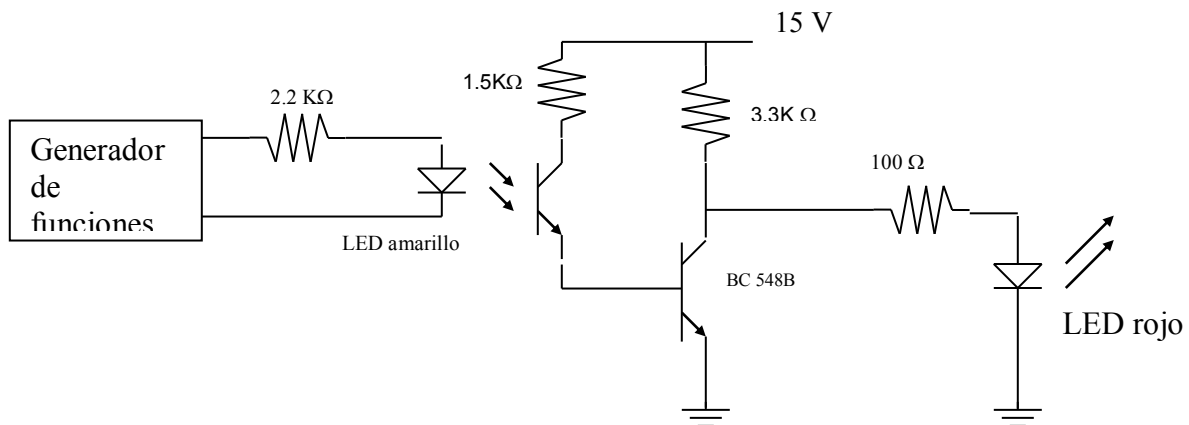 15 V
1.5KΩ
2.2 KΩ
3.3K Ω
Generador
de
funciones
100 Ω
LED amarillo
BC 548B
LED rojo